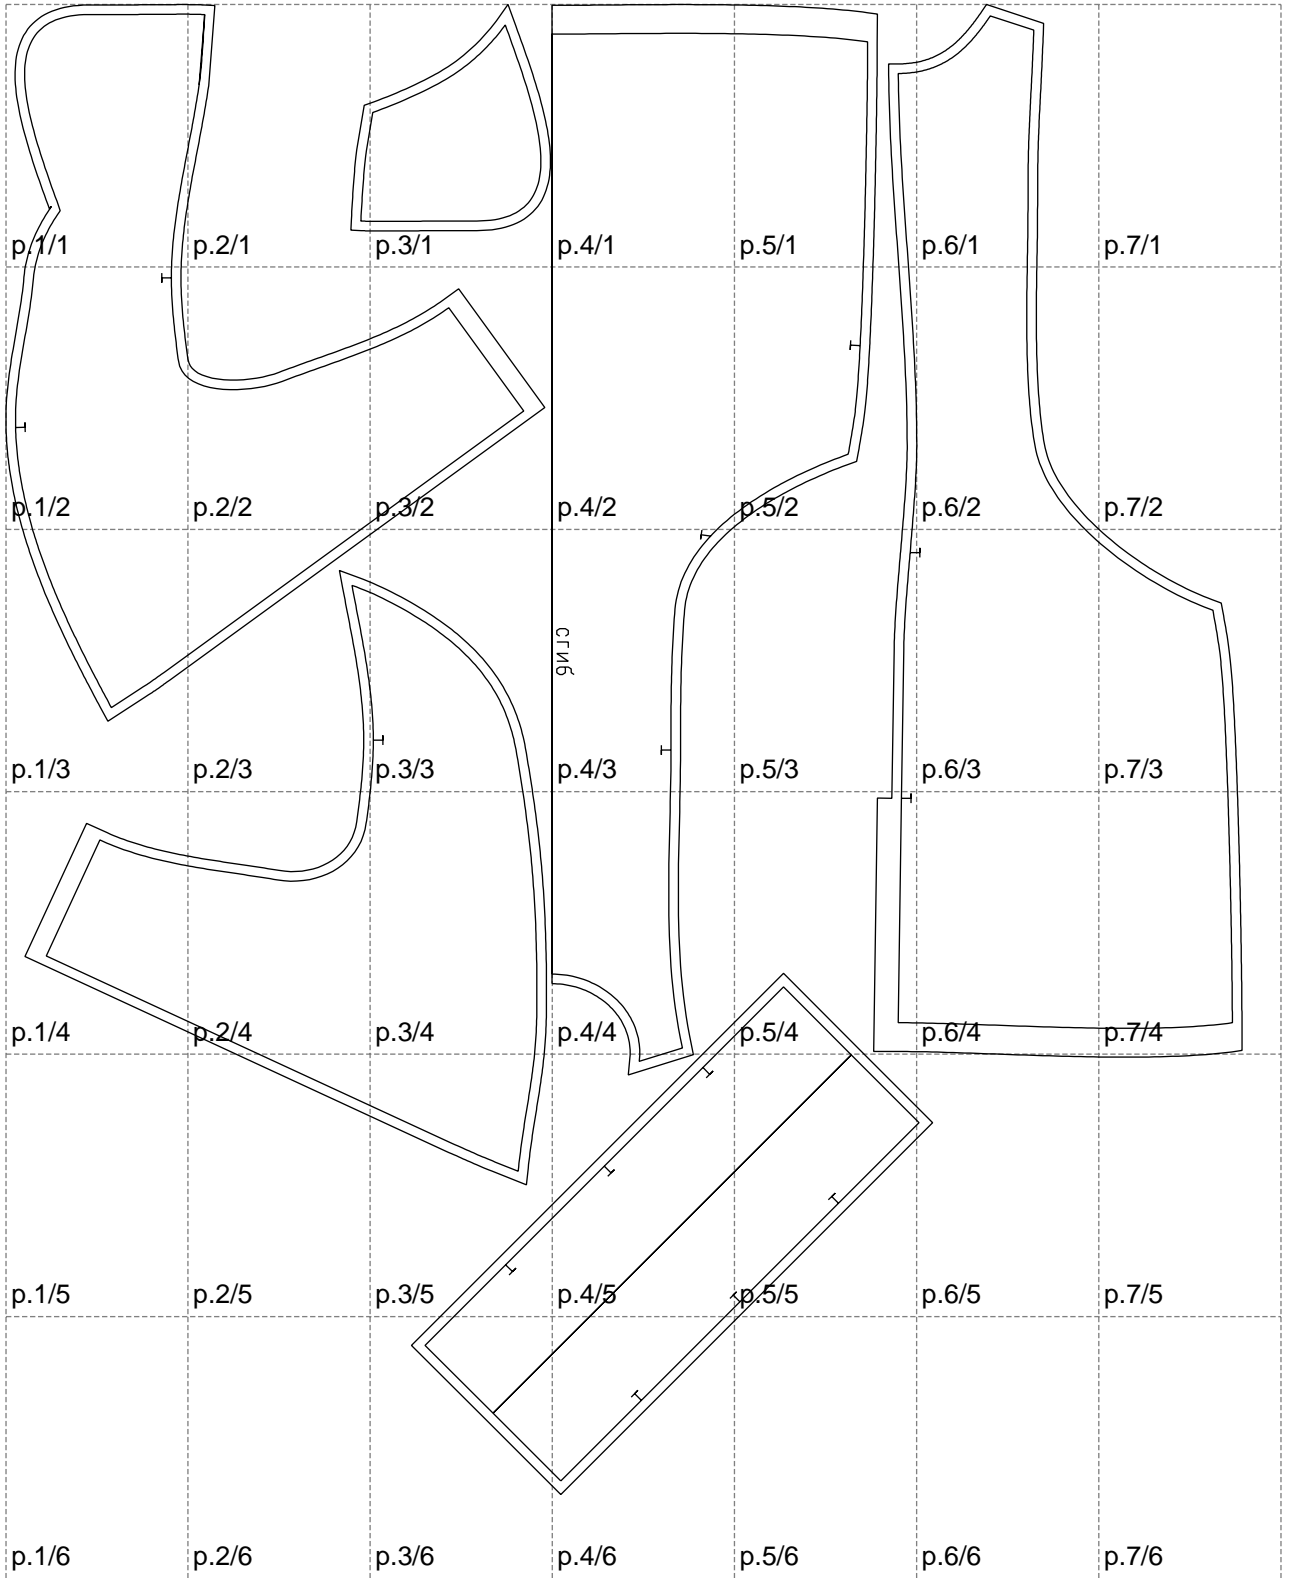 p.1/1 p.2/1 p.3/1 p.4/1 p.5/1 p.6/1 p.7/1
p.1/2 p.2/2 p.3/2 p.4/2 p.5/2 p.6/2 p.7/2
сгиб
p.1/3 p.2/3 p.3/3 p.4/3 p.5/3 p.6/3 p.7/3
p.1/4 p.2/4 p.3/4 p.4/4 p.5/4 p.6/4 p.7/4
p.1/5 p.2/5 p.3/5 p.4/5 p.5/5 p.6/5 p.7/5
p.1/6 p.2/6 p.3/6 p.4/6 p.5/6 p.6/6 p.7/6